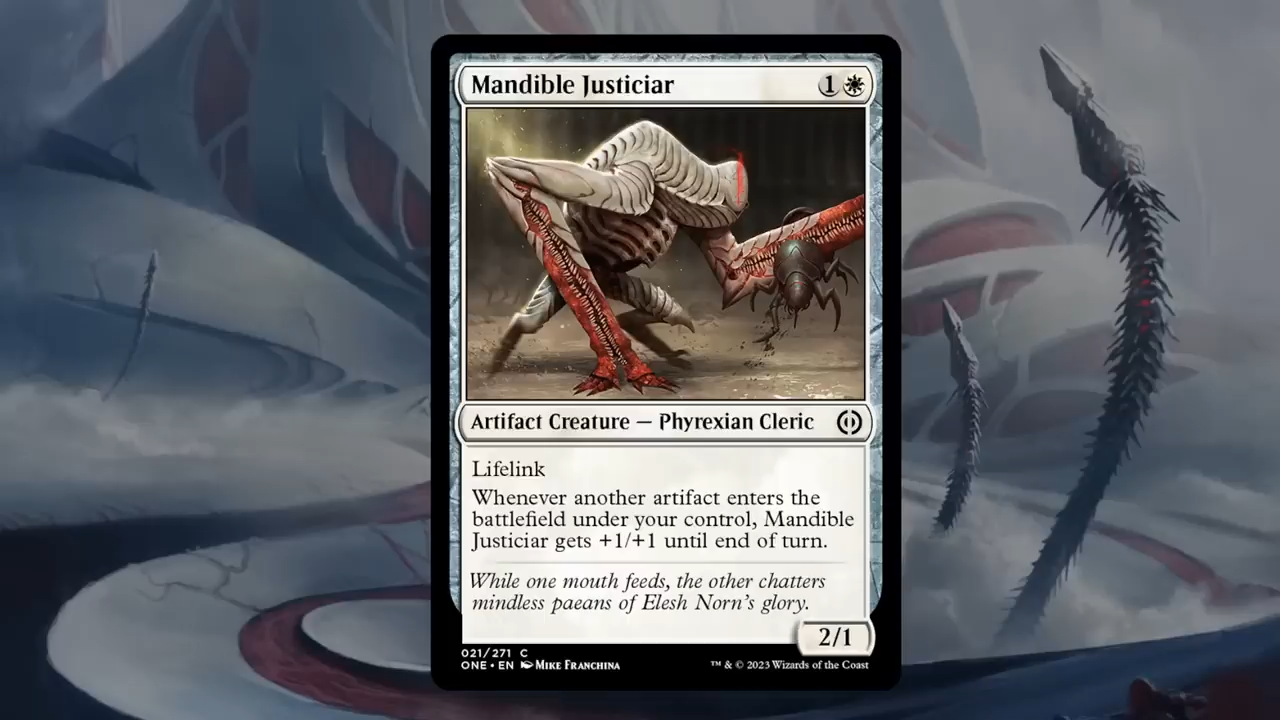 Mandible Justiciar 1
Artifact Creature — Phyrexian Cleric
Lifelink
Whenever another artifact enters the
battlefield under your control, Mandible
Justiciar gets +1/+1 until end of turn.
While one mouth feeds, the other chatters
mindless paeans of Elesh Norn's glory.
2/1
021/271 C
ONE • EN Mike Franchina
™ & © 2023 Wizards of the Coast